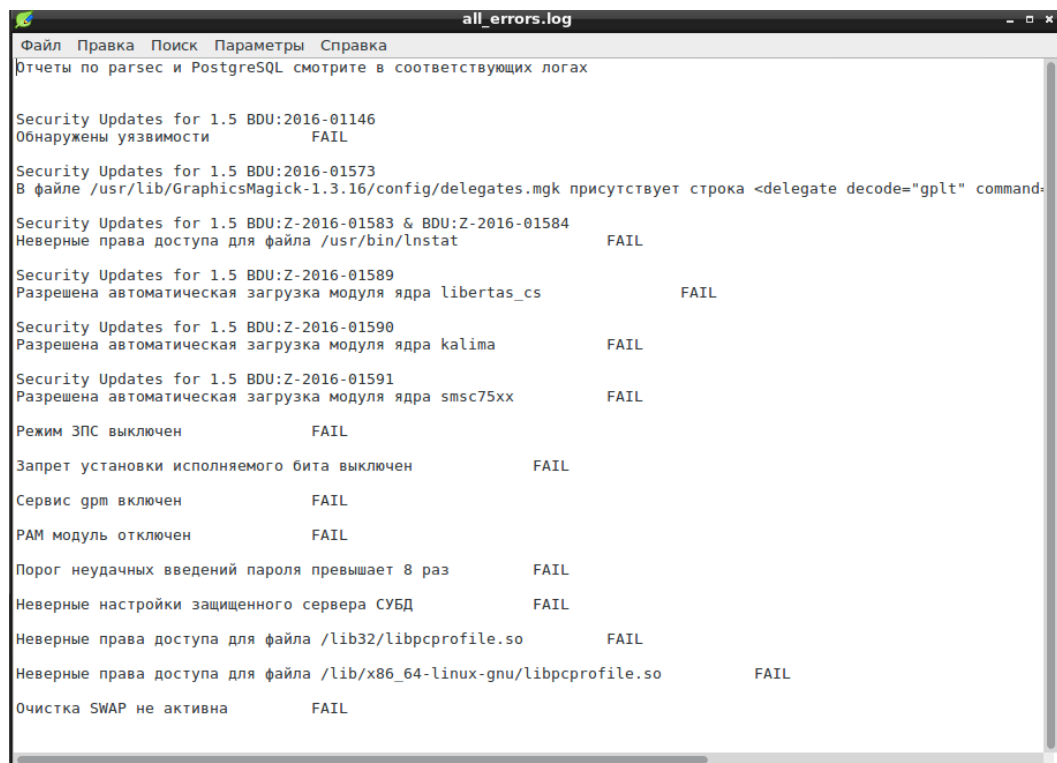 all_errors.log
Файл Правка Поиск Параметры Справка
Отчеты по parsec и PostgreSQL смотрите в соответствующих логах
Security Updates for 1.5 BDU:2016-01146
Обнаружены уязвимости FAIL
Security Updates for 1.5 BDU:2016-01573
В файле /usr/lib/GraphicsMagick-1.3.16/config/delegates.mgk присутствует строка <delegate decode="gplt" command=
Security Updates for 1.5 BDU:Z-2016-01583 & BDU:Z-2016-01584
Неверные права доступа для файла /usr/bin/lnstat FAIL
Security Updates for 1.5 BDU:Z-2016-01589
Разрешена автоматическая загрузка модуля ядра libertas_cs FAIL
Security Updates for 1.5 BDU:Z-2016-01590
Разрешена автоматическая загрузка модуля ядра kalima FAIL
Security Updates for 1.5 BDU:Z-2016-01591
Разрешена автоматическая загрузка модуля ядра smsc75xx FAIL
Режим ЗПС выключен FAIL
Запрет установки исполняемого бита выключен FAIL
Сервис gpm включен FAIL
PAM модуль отключен FAIL
Порог неудачных введений пароля превышает 8 раз FAIL
Неверные настройки защищенного сервера СУБД FAIL
Неверные права доступа для файла /lib32/libpcprofile.so FAIL
Неверные права доступа для файла /lib/x86_64-linux-gnu/libpcprofile.so FAIL
Очистка SWAP не активна FAIL